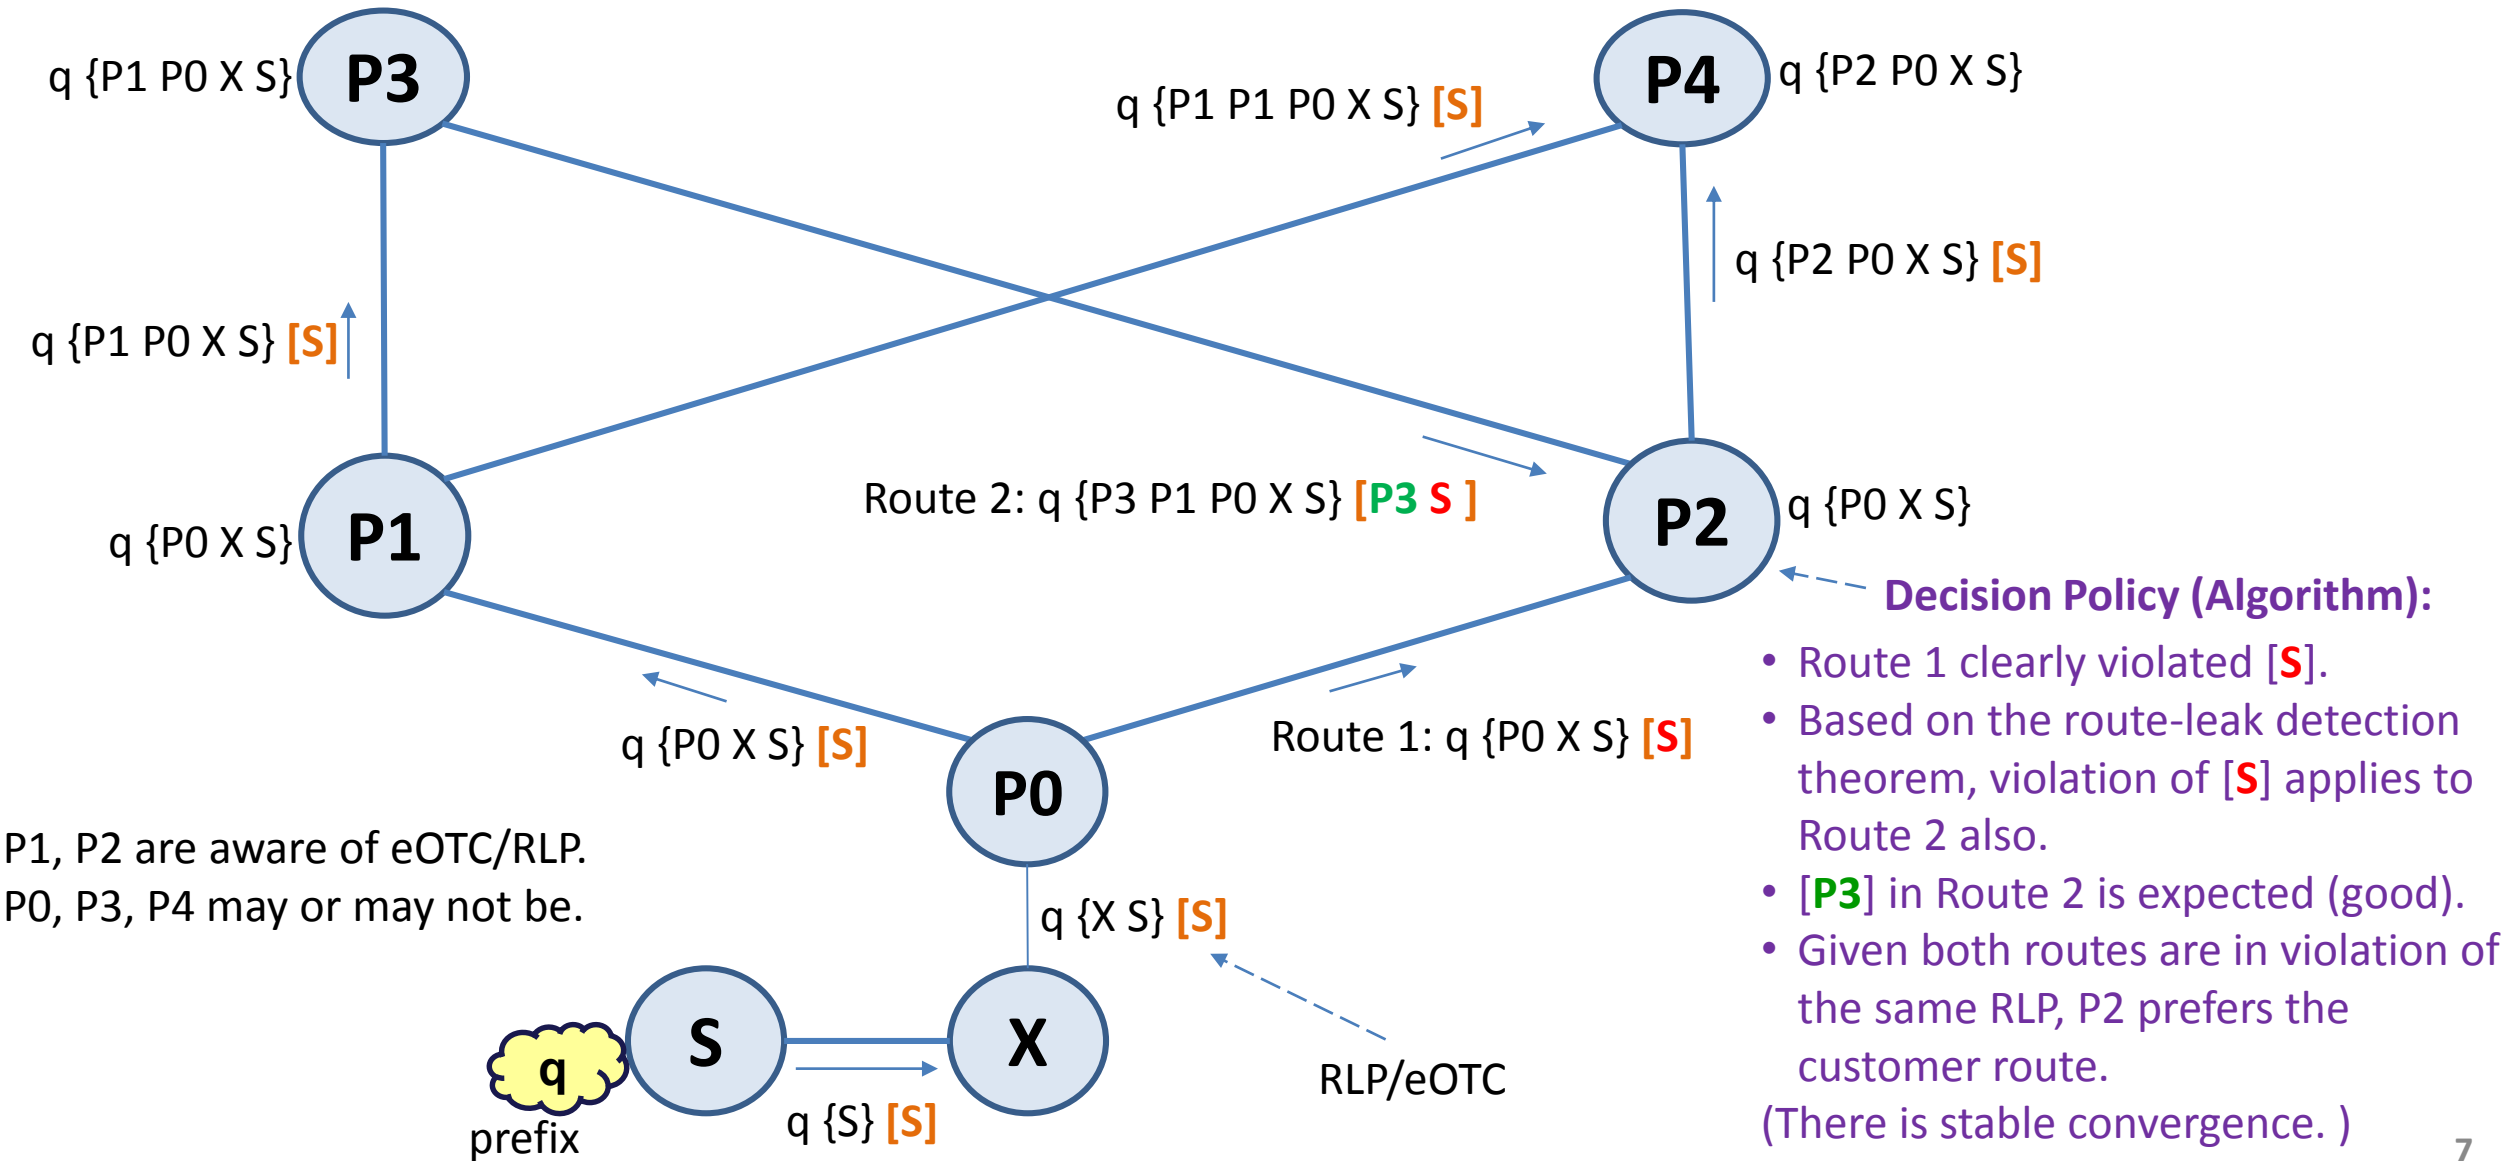 P3
P4
q {P1 P0 X S}
q {P2 P0 X S}
q {P1 P1 P0 X S} [S]
q {P2 P0 X S} [S]
q {P1 P0 X S} [S]
Route 2: q {P3 P1 P0 X S} [P3 S ]
P1
P2
q {P0 X S}
q {P0 X S}
Decision Policy (Algorithm):
• Route 1 clearly violated [S].
• Based on the route-leak detection
theorem, violation of [S] applies to
Route 2 also.
• [P3] in Route 2 is expected (good).
• Given both routes are in violation of
the same RLP, P2 prefers the
customer route.
(There is stable convergence. )
q {P0 X S} [S]
Route 1: q {P0 X S} [S]
P0
P1, P2 are aware of eOTC/RLP.
P0, P3, P4 may or may not be.
q {X S} [S]
S
X
q
RLP/eOTC
q {S} [S]
prefix
7